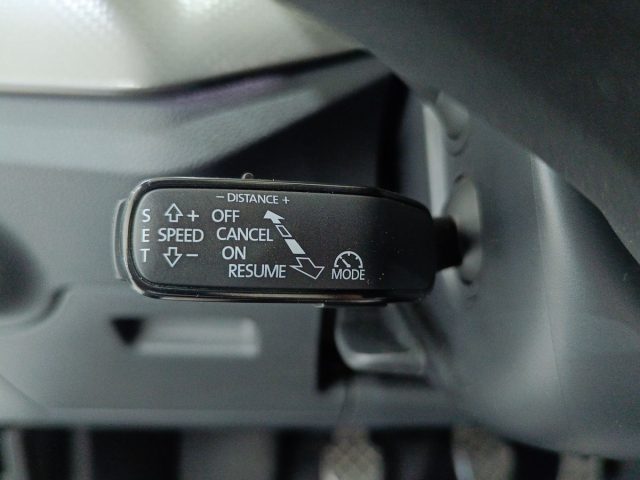 - DISTANCE +
S + OFF
E SPEED CANCEL
T - ON
RESUME MODE